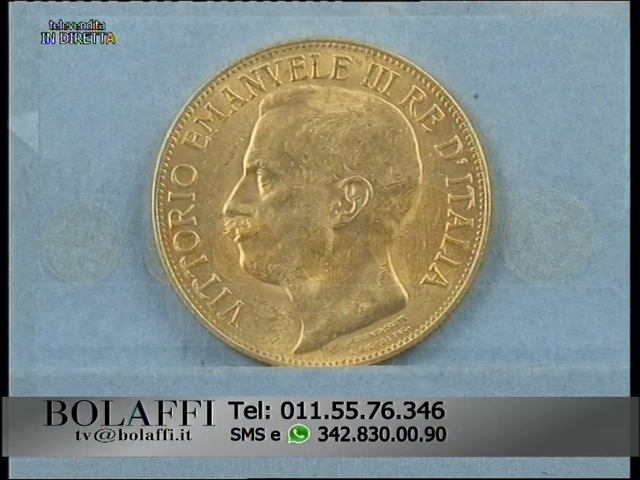 televendita
IN DIRETTA
VITTORIO EMANVELE III RE D'ITALIA
BOLAFFI
tv@bolaffi.it
Tel: 011.55.76.346
SMS e 342.830.00.90